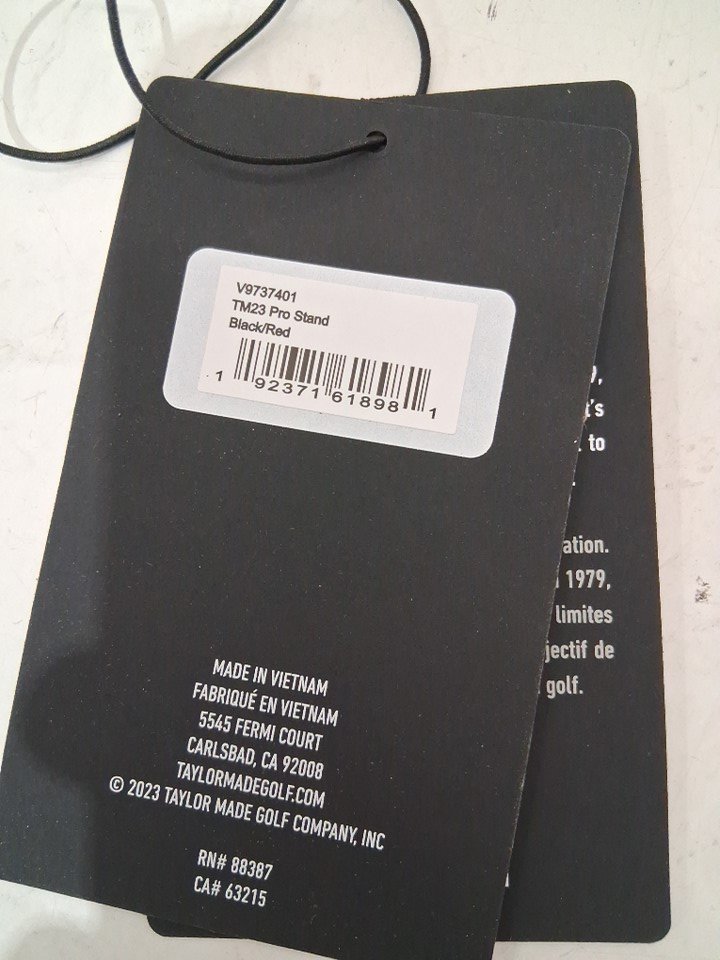 V9737401
TM23 Pro Stand
Black/Red
1 92371 61898 1
MADE IN VIETNAM
FABRIQUÉ EN VIETNAM
5545 FERMI COURT
CARLSBAD, CA 92008
TAYLORMADEGOLF.COM
© 2023 TAYLOR MADE GOLF COMPANY, INC
RN# 88387
CA# 63215
to
1979,
limites
de
golf.